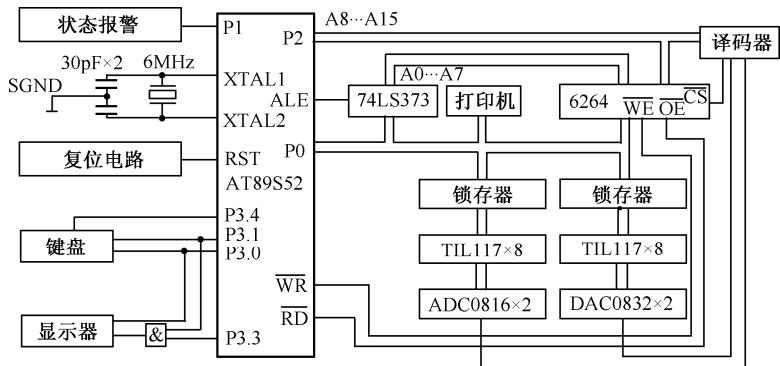 状态报警
P1
A8…A15
P2
译码器
30pF×2
6MHz
SGND
XTAL1
A0…A7
ALE
74LS373
打印机
6264
WE
OE
CS
XTAL2
复位电路
RST
P0
AT89S52
锁存器
锁存器
P3.4
键盘
P3.1
P3.0
TIL117×8
TIL117×8
WR
ADC0816×2
DAC0832×2
RD
显示器
&
P3.3